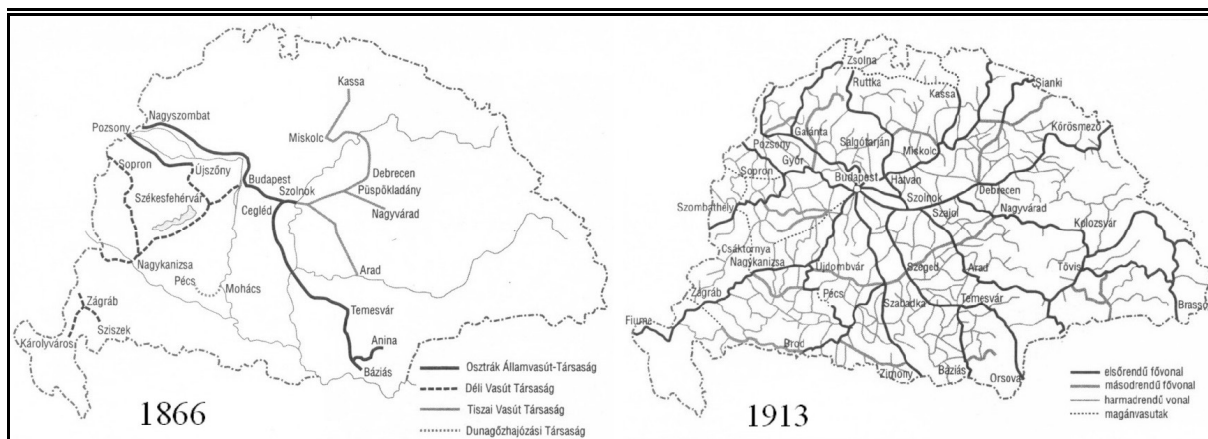 Kassa
Nagyszombat
Pozsony
Miskolc
Sopron
Újszőny
Debrecen
Budapest
Püspökladány
Székesfehérvár
Szolnok
Cegléd
Nagyvárad
Nagykanizsa
Arad
Pécs
Mohács
Zágráb
Temesvár
Sziszek
Károlyváros
Anina
Báziás
Osztrák Államvasút-Társaság
Déli Vasút Társaság
Tiszai Vasút Társaság
Dunagőzhajózási Társaság
1866
Zsolna
Ruttka
Kassa
Sianki
Körösmező
Galánta
Pozsony
Salgótarján
Miskolc
Győr
Sopron
Budapest
Hatvan
Debrecen
Szolnok
Szombathely
Szajol
Nagyvárad
Kolozsvár
Csáktornya
Nagykanizsa
Újdombvár
Szeged
Arad
Tövis
Zágráb
Pécs
Szabadka
Temesvár
Brassó
Fiume
Brod
Zimony
Báziás
Orsova
elsőrendű fővonal
másodrendű fővonal
harmadrendű vonal
magánvasutak
1913